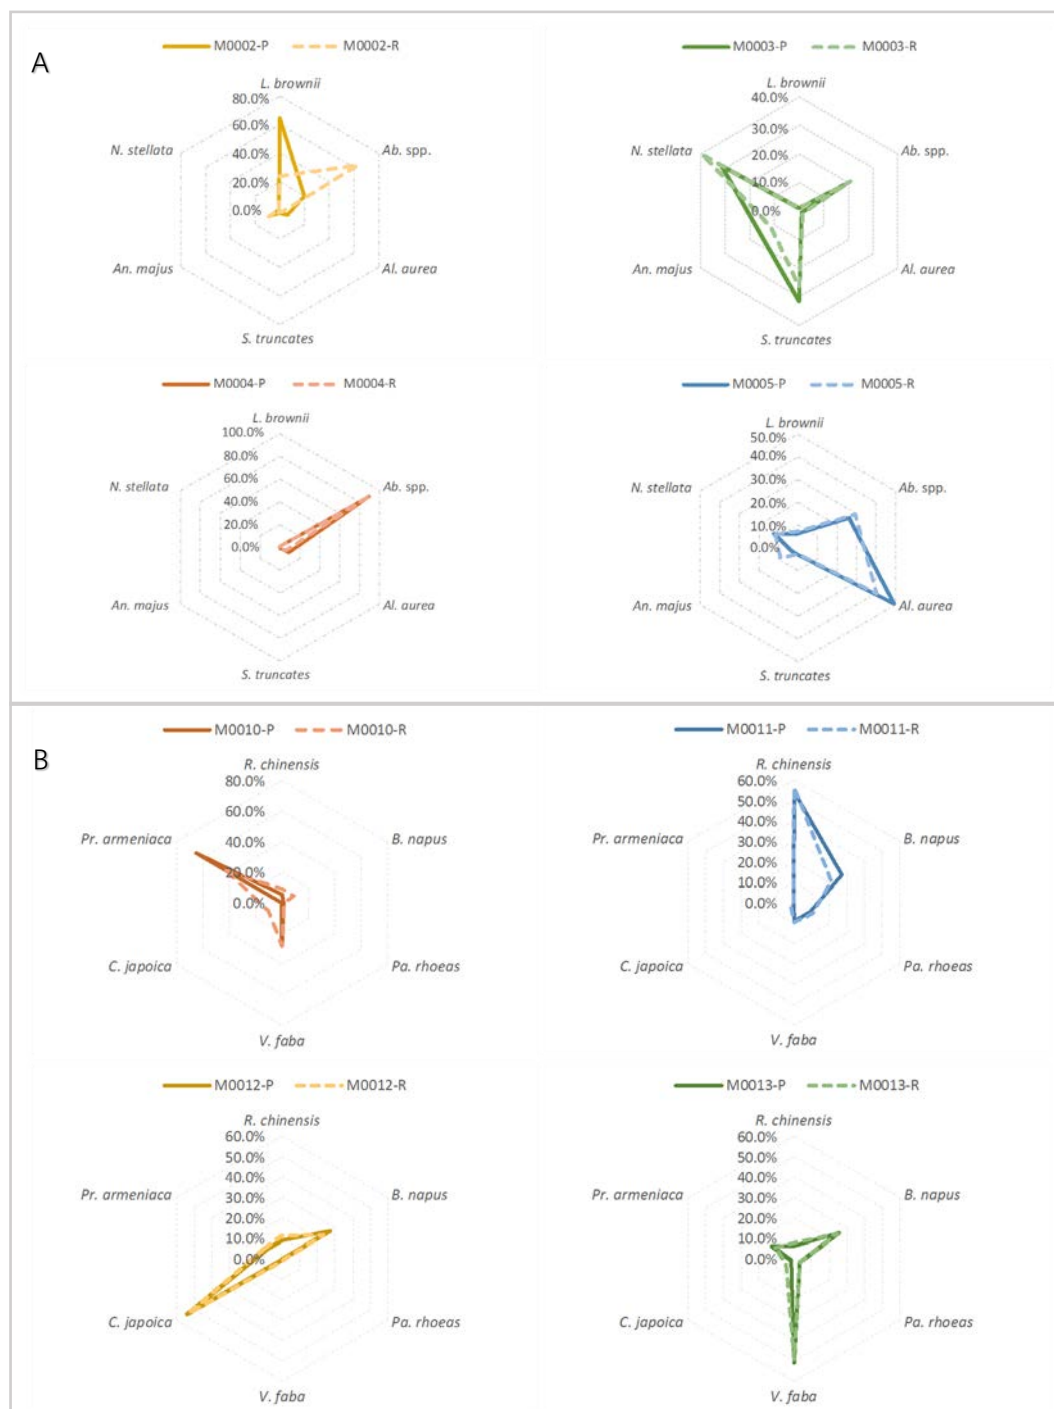 A
M0002-P M0002-R
L. brownii
80.0%
60.0%
40.0%
20.0%
0.0%
N. stellata
Ab. spp.
An. majus
Al. aurea
S. truncates
M0003-P M0003-R
L. brownii
40.0%
30.0%
20.0%
10.0%
0.0%
N. stellata
Ab. spp.
An. majus
Al. aurea
S. truncates
M0004-P M0004-R
L. brownii
100.0%
80.0%
60.0%
40.0%
20.0%
0.0%
N. stellata
Ab. spp.
An. majus
Al. aurea
S. truncates
M0005-P M0005-R
L. brownii
50.0%
40.0%
30.0%
20.0%
10.0%
0.0%
N. stellata
Ab. spp.
An. majus
Al. aurea
S. truncates
B
M0010-P M0010-R
R. chinensis
80.0%
60.0%
40.0%
20.0%
0.0%
Pr. armeniaca
B. napus
C. japoica
Pa. rhoeas
V. faba
M0011-P M0011-R
R. chinensis
60.0%
50.0%
40.0%
30.0%
20.0%
10.0%
0.0%
Pr. armeniaca
B. napus
C. japoica
Pa. rhoeas
V. faba
M0012-P M0012-R
R. chinensis
60.0%
50.0%
40.0%
30.0%
20.0%
10.0%
0.0%
Pr. armeniaca
B. napus
C. japoica
Pa. rhoeas
V. faba
M0013-P M0013-R
R. chinensis
60.0%
50.0%
40.0%
30.0%
20.0%
10.0%
0.0%
Pr. armeniaca
B. napus
C. japoica
Pa. rhoeas
V. faba